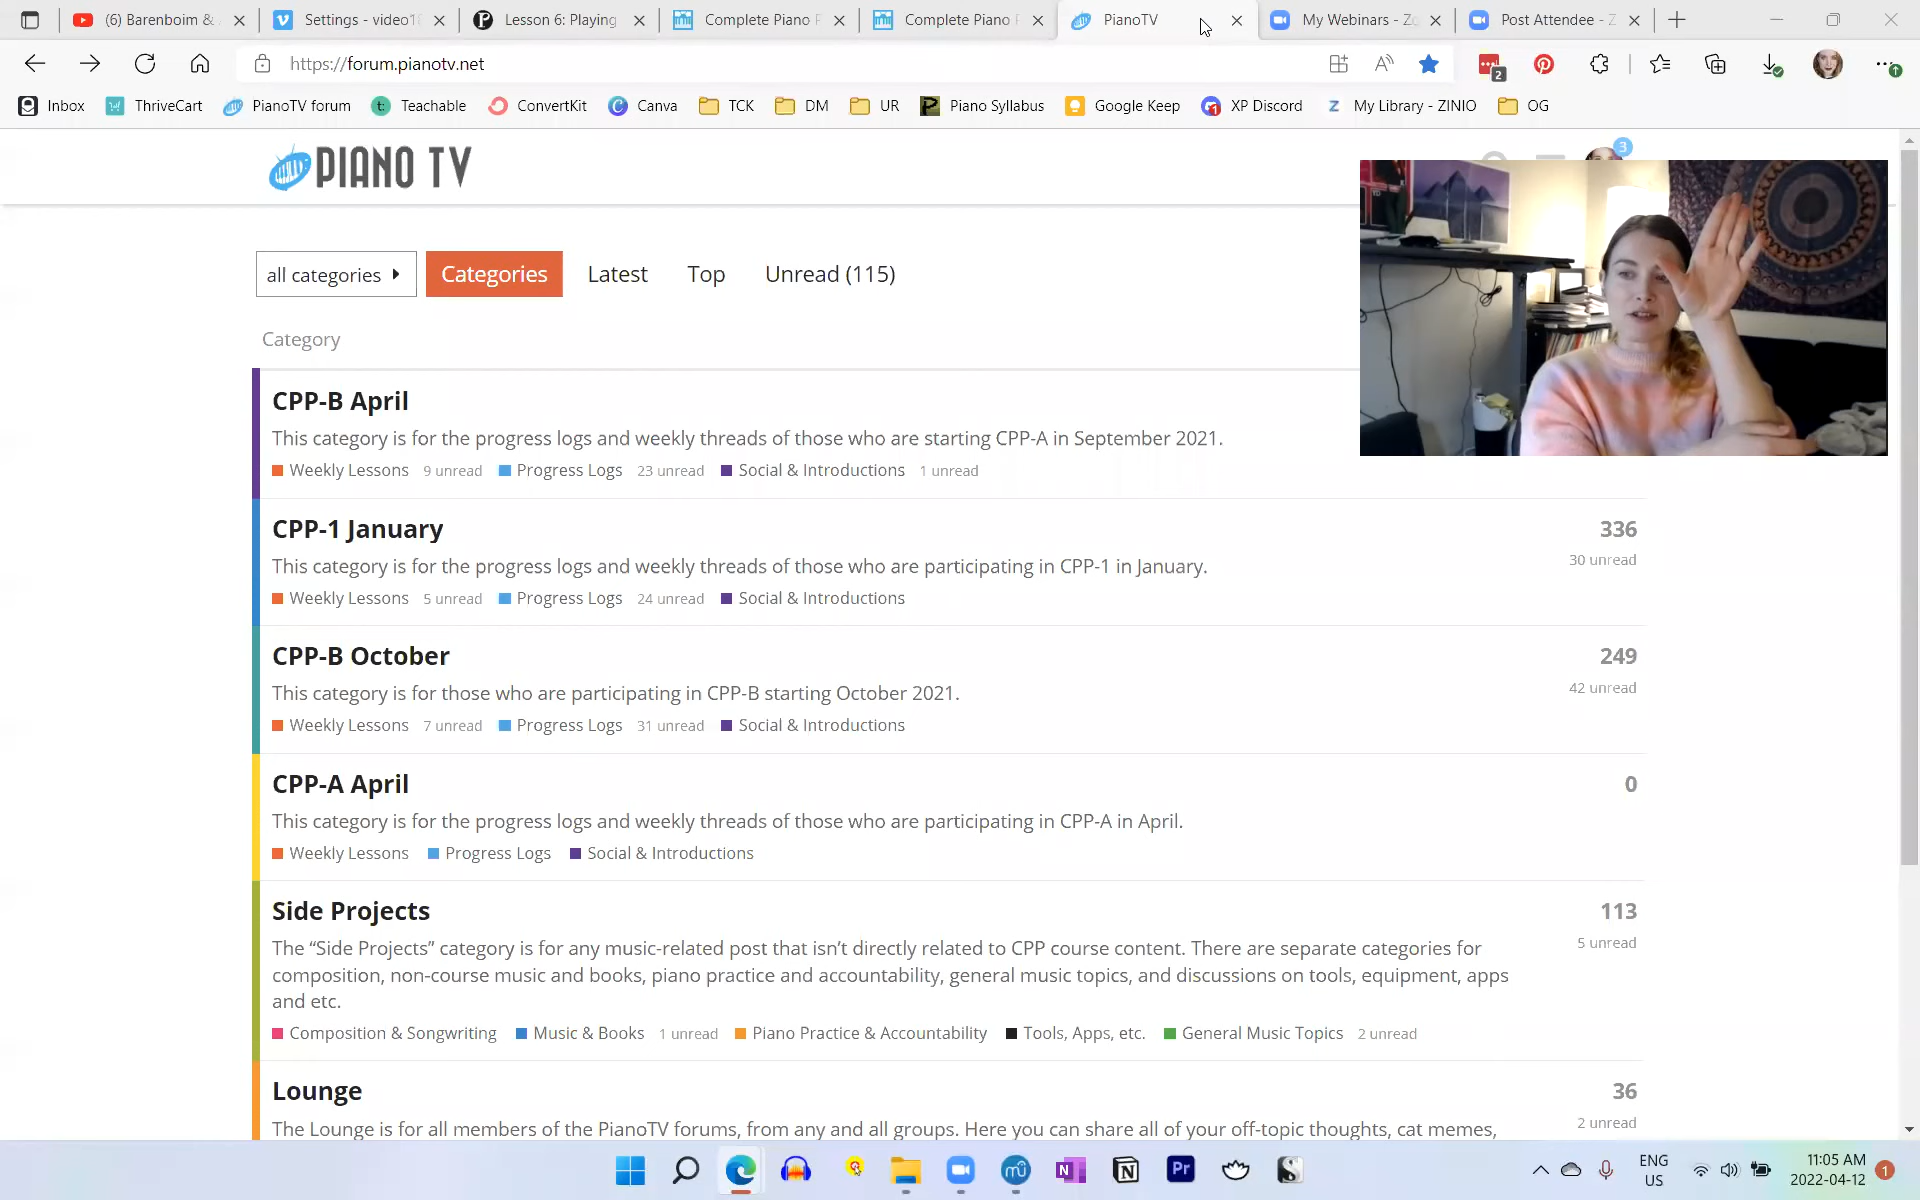 (6) Barenboim &
Settings - video1
Lesson 6: Playing
Complete Piano P
Complete Piano P
PianoTV
My Webinars - Zo
Post Attendee - Z
https://forum.pianotv.net
2
Inbox
ThriveCart
PianoTV forum
Teachable
ConvertKit
Canva
TCK
DM
UR
Piano Syllabus
Google Keep
XP Discord
My Library - ZINIO
OG
PIANO TV
3
all categories
Categories
Latest
Top
Unread (115)
Category
CPP-B April
This category is for the progress logs and weekly threads of those who are starting CPP-A in September 2021.
Weekly Lessons 9 unread Progress Logs 23 unread Social & Introductions 1 unread
CPP-1 January
336
This category is for the progress logs and weekly threads of those who are participating in CPP-1 in January.
30 unread
Weekly Lessons 5 unread Progress Logs 24 unread Social & Introductions
CPP-B October
249
This category is for those who are participating in CPP-B starting October 2021.
42 unread
Weekly Lessons 7 unread Progress Logs 31 unread Social & Introductions
CPP-A April
0
This category is for the progress logs and weekly threads of those who are participating in CPP-A in April.
Weekly Lessons Progress Logs Social & Introductions
Side Projects
113
The “Side Projects” category is for any music-related post that isn’t directly related to CPP course content. There are separate categories for
5 unread
composition, non-course music and books, piano practice and accountability, general music topics, and discussions on tools, equipment, apps
and etc.
Composition & Songwriting Music & Books 1 unread Piano Practice & Accountability Tools, Apps, etc. General Music Topics 2 unread
Lounge
36
The Lounge is for all members of the PianoTV forums, from any and all groups. Here you can share all of your off-topic thoughts, cat memes,
2 unread
ENG
US
11:05 AM
2022-04-12
1